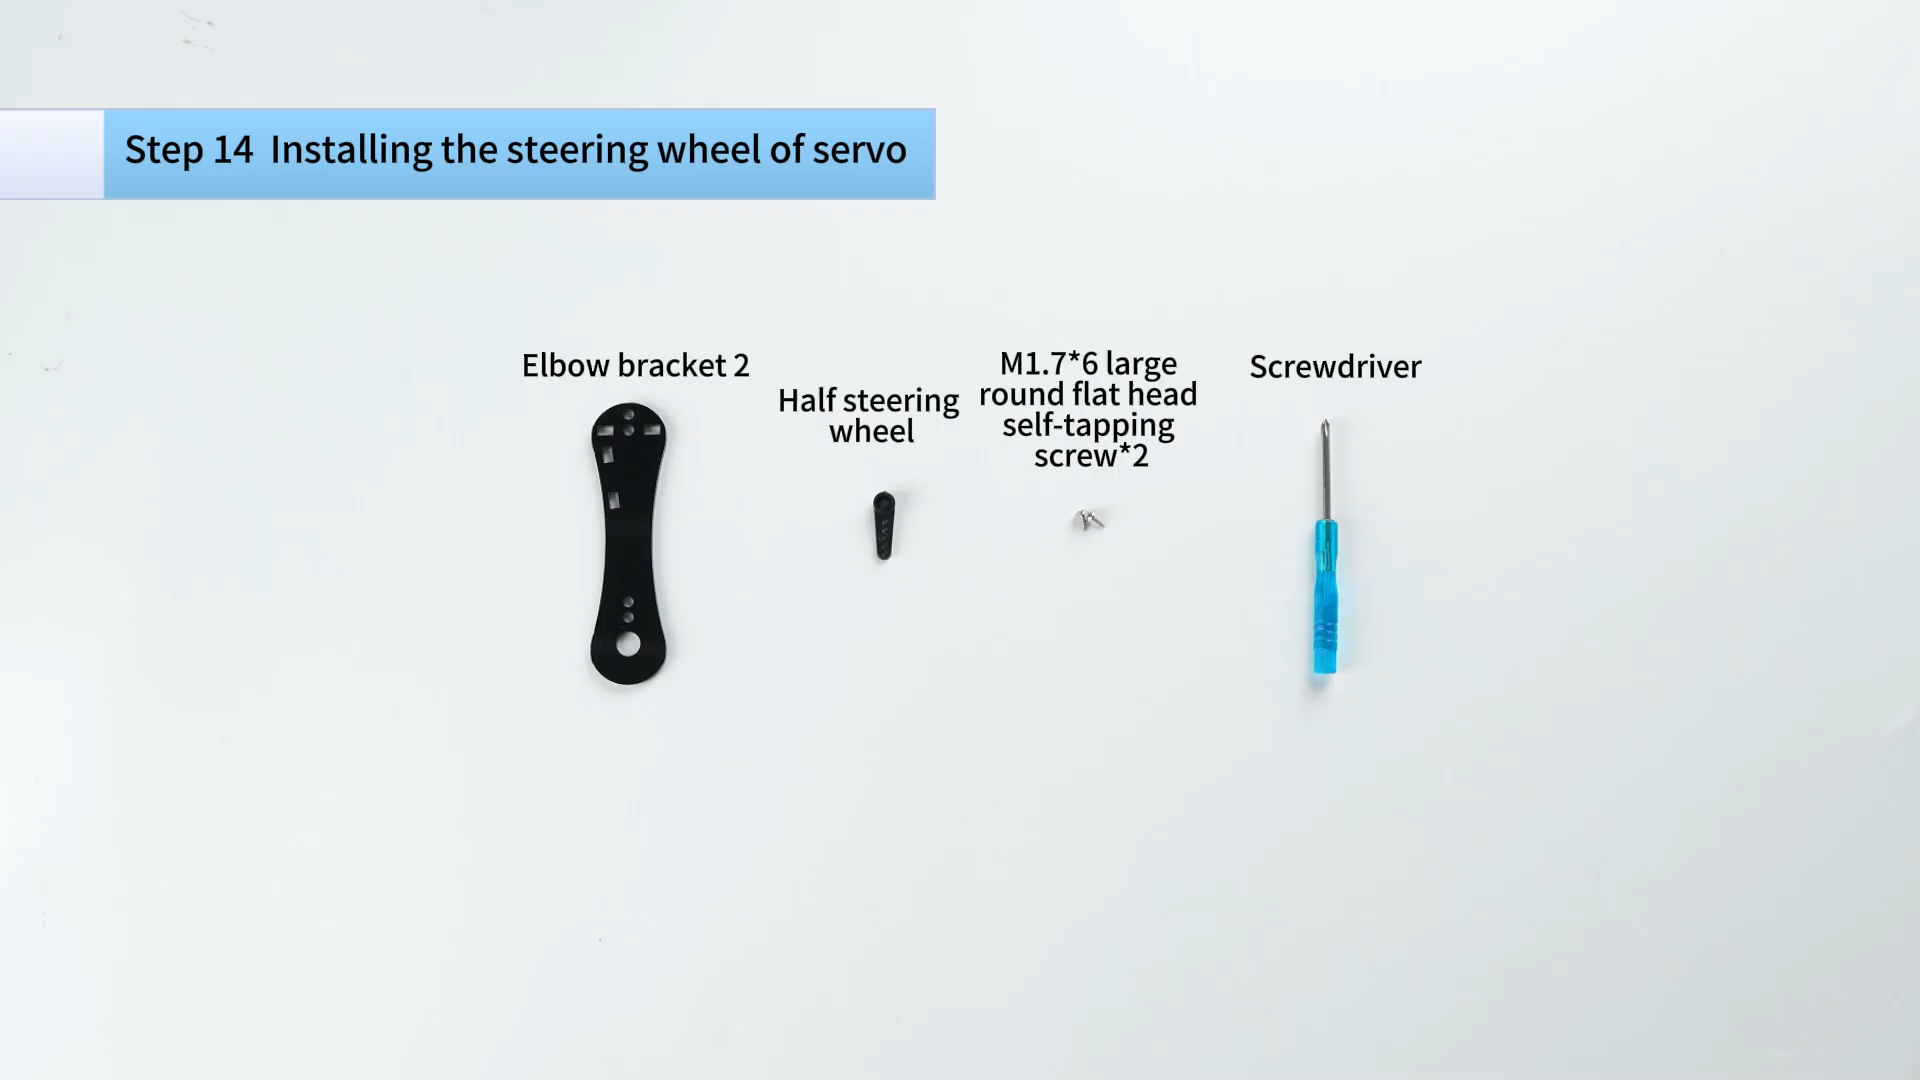 Step 14 Installing the steering wheel of servo
Elbow bracket 2
Half steering
wheel
M1.7*6 large
round flat head
self-tapping
screw*2
Screwdriver